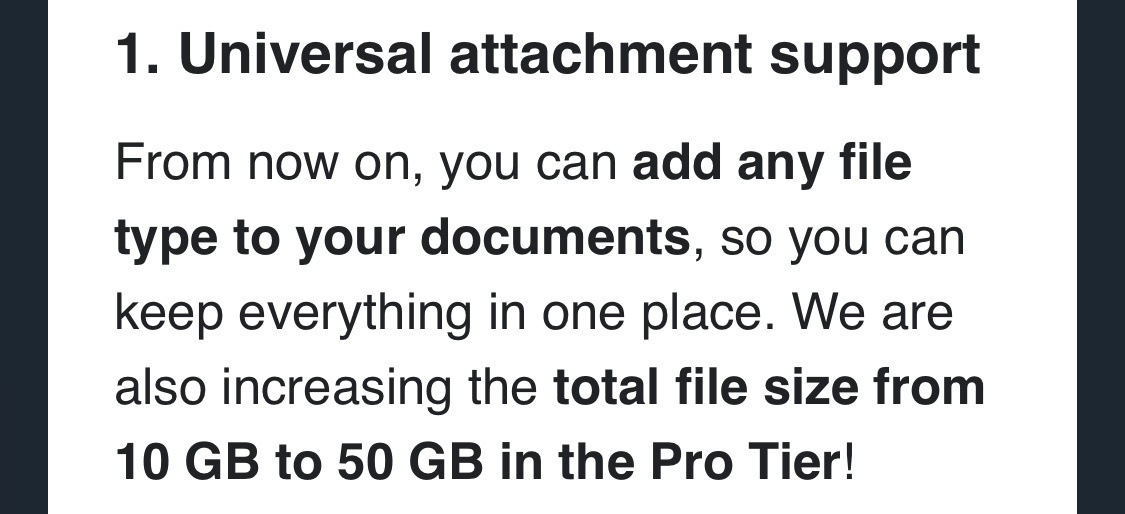 1. Universal attachment support
From now on, you can add any file
type to your documents, so you can
keep everything in one place. We are
also increasing the total file size from
10 GB to 50 GB in the Pro Tier!